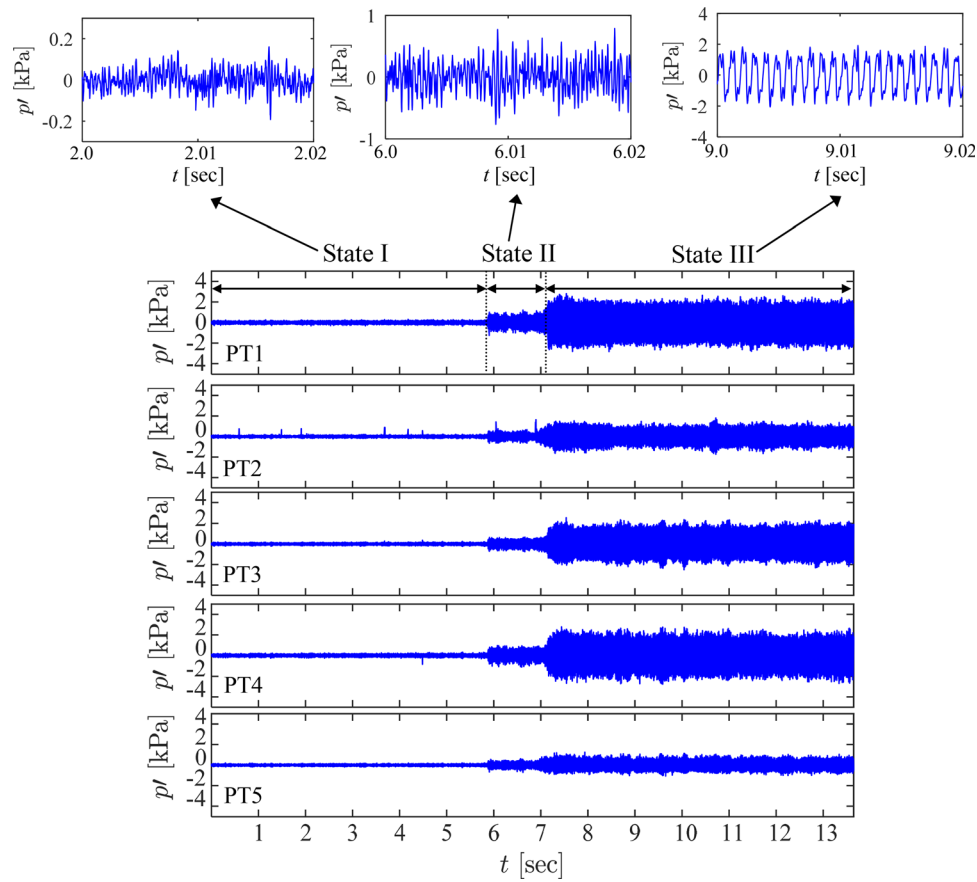 0.2
0
-0.2
p′ [kPa]
2.0 2.01 2.02
t [sec]
1
0
-1
p′ [kPa]
6.0 6.01 6.02
t [sec]
4
2
0
-2
-4
p′ [kPa]
9.0 9.01 9.02
t [sec]
State I State II State III
4
2
0
-2
-4
p′ [kPa]
PT1
4
2
0
-2
-4
p′ [kPa]
PT2
4
2
0
-2
-4
p′ [kPa]
PT3
4
2
0
-2
-4
p′ [kPa]
PT4
4
2
0
-2
-4
p′ [kPa]
PT5
1 2 3 4 5 6 7 8 9 10 11 12 13
t [sec]